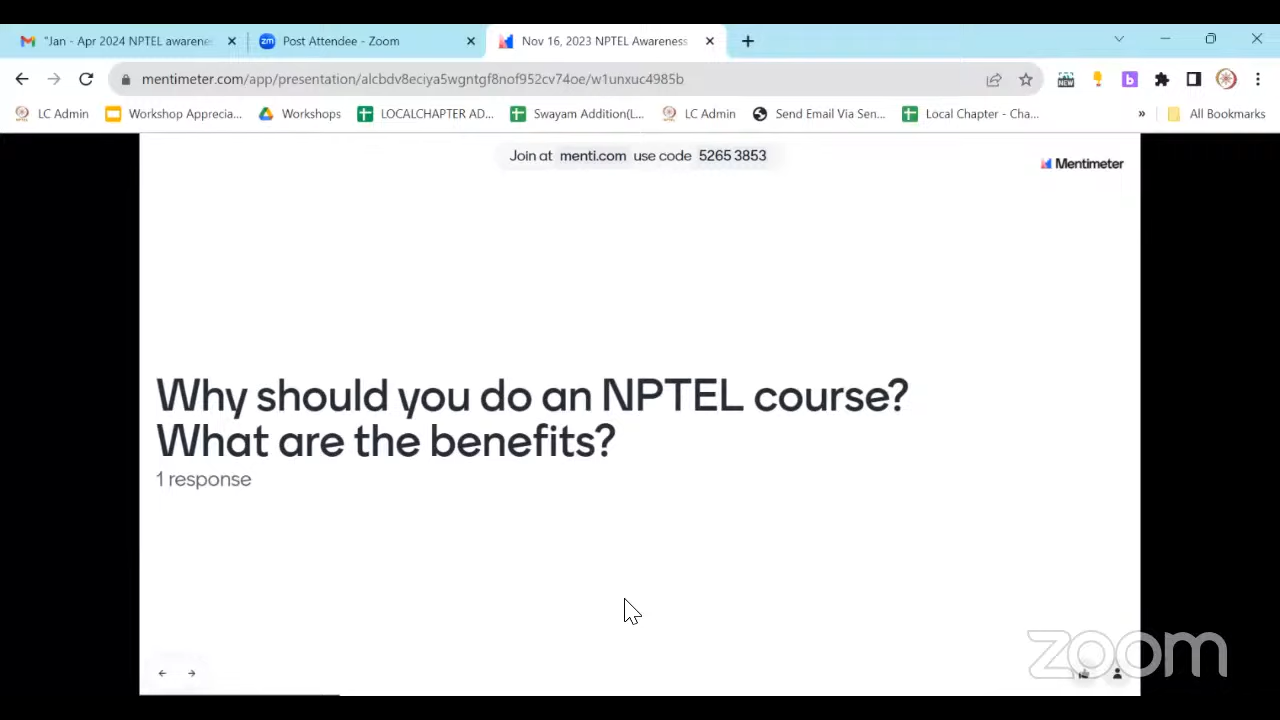 "Jan - Apr 2024 NPTEL awarene
zm Post Attendee - Zoom
Nov 16, 2023 NPTEL Awareness
mentimeter.com/app/presentation/alcbdv8eciya5wgntgf8nof952cv74oe/w1unxuc4985b
NEW
b
LC Admin
Workshop Apprecia...
Workshops
LOCALCHAPTER AD...
Swayam Addition(L...
LC Admin
Send Email Via Sen...
Local Chapter - Cha...
»
All Bookmarks
Join at menti.com use code 5265 3853
Mentimeter
Why should you do an NPTEL course?
What are the benefits?
1 response
zoom